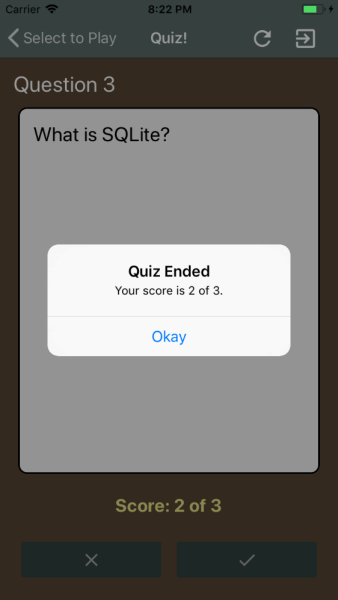 Carrier 8:22 PM
Select to Play Quiz!
Question 3
What is SQLite?
Quiz Ended
Your score is 2 of 3.
Okay
Score: 2 of 3